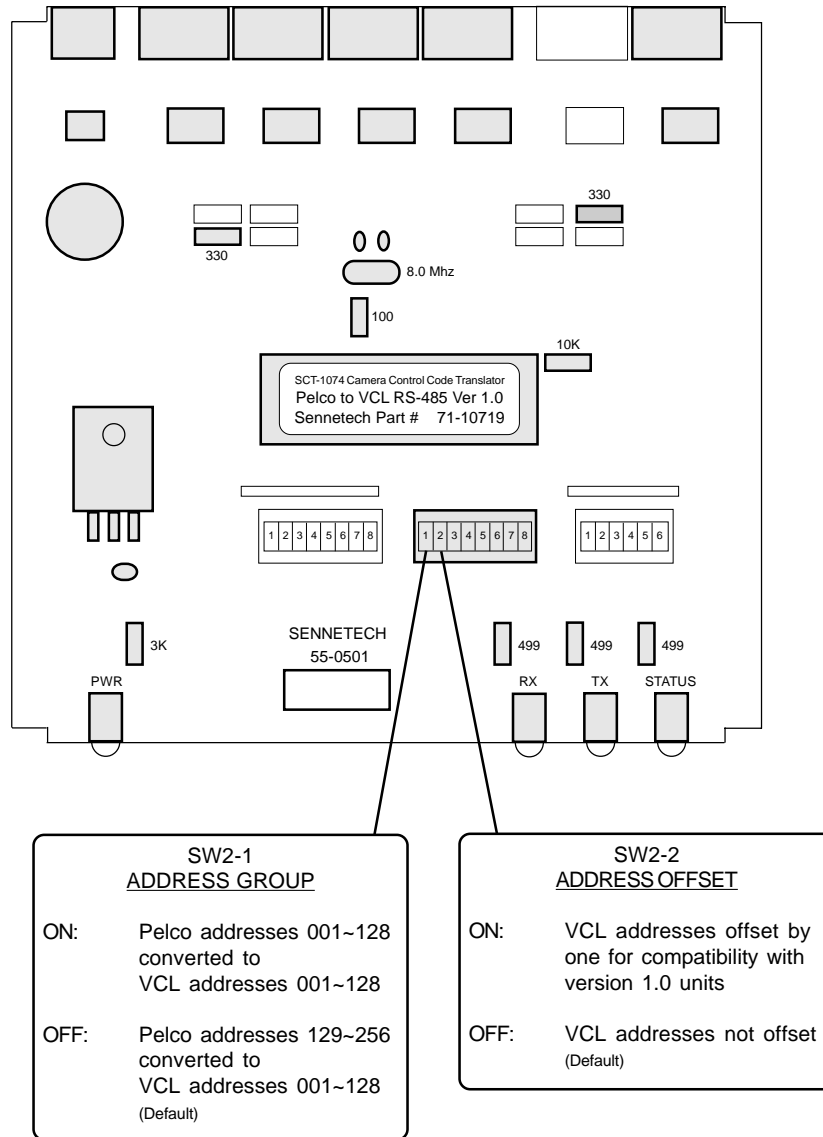 330
330
8.0 Mhz
100
10K
SCT-1074 Camera Control Code Translator
Pelco to VCL RS-485 Ver 1.0
Sennetech Part # 71-10719
1 2 3 4 5 6 7 8
1 2 3 4 5 6 7 8
1 2 3 4 5 6
3K
SENNETECH
55-0501
499
499
499
PWR
RX
TX
STATUS
SW2-1
ADDRESS GROUP
ON: Pelco addresses 001~128
converted to
VCL addresses 001~128
OFF: Pelco addresses 129~256
converted to
VCL addresses 001~128
(Default)
SW2-2
ADDRESS OFFSET
ON: VCL addresses offset by
one for compatibility with
version 1.0 units
OFF: VCL addresses not offset
(Default)